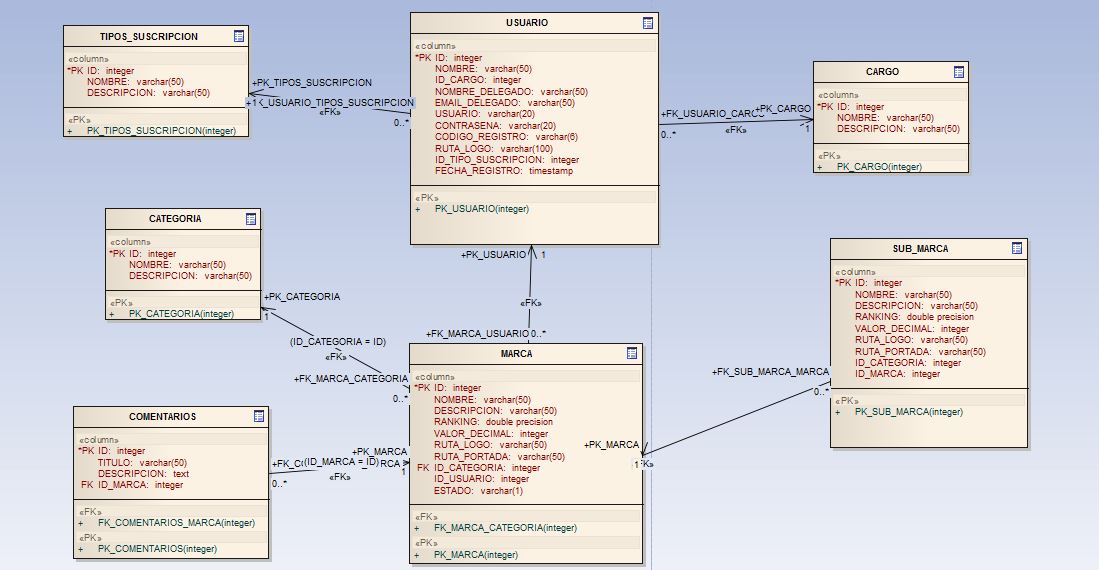 TIPOS_SUSCRIPCION
«column»
*PK ID: integer
NOMBRE: varchar(50)
DESCRIPCION: varchar(50)
«PK»
+ PK_TIPOS_SUSCRIPCION(integer)
+PK_TIPOS_SUSCRIPCION
+1
K_USUARIO_TIPOS_SUSCRIPCION
«FK»
0..*
USUARIO
«column»
*PK ID: integer
NOMBRE: varchar(50)
ID_CARGO: integer
NOMBRE_DELEGADO: varchar(50)
EMAIL_DELEGADO: varchar(50)
USUARIO: varchar(20)
CONTRASENA: varchar(20)
CODIGO_REGISTRO: varchar(6)
RUTA_LOGO: varchar(100)
ID_TIPO_SUSCRIPCION: integer
FECHA_REGISTRO: timestamp
«PK»
+ PK_USUARIO(integer)
+FK_USUARIO_CARG
+PK_CARGO
0..*
«FK»
1
CARGO
«column»
*PK ID: integer
NOMBRE: varchar(50)
DESCRIPCION: varchar(50)
«PK»
+ PK_CARGO(integer)
CATEGORIA
«column»
*PK ID: integer
NOMBRE: varchar(50)
DESCRIPCION: varchar(50)
«PK»
+ PK_CATEGORIA(integer)
+PK_CATEGORIA
1
(ID_CATEGORIA = ID)
«FK»
+FK_MARCA_CATEGORIA
0..*
+PK_USUARIO
1
«FK»
+FK_MARCA_USUARIO
0..*
SUB_MARCA
«column»
*PK ID: integer
NOMBRE: varchar(50)
DESCRIPCION: varchar(50)
RANKING: double precision
VALOR_DECIMAL: integer
RUTA_LOGO: varchar(50)
RUTA_PORTADA: varchar(50)
ID_CATEGORIA: integer
ID_MARCA: integer
«PK»
+ PK_SUB_MARCA(integer)
+FK_SUB_MARCA_MARCA
0..*
+PK_MARCA
1
FK»
MARCA
«column»
*PK ID: integer
NOMBRE: varchar(50)
DESCRIPCION: varchar(50)
RANKING: double precision
VALOR_DECIMAL: integer
RUTA_LOGO: varchar(50)
RUTA_PORTADA: varchar(50)
FK ID_CATEGORIA: integer
ID_USUARIO: integer
ESTADO: varchar(1)
«FK»
+ FK_MARCA_CATEGORIA(integer)
«PK»
+ PK_MARCA(integer)
COMENTARIOS
«column»
*PK ID: integer
TITULO: varchar(50)
DESCRIPCION: text
FK ID_MARCA: integer
«FK»
+ FK_COMENTARIOS_MARCA(integer)
«PK»
+ PK_COMENTARIOS(integer)
+PK_MARCA
+FK_C
(ID_MARCA = ID)
RCA
1
«FK»
0..*